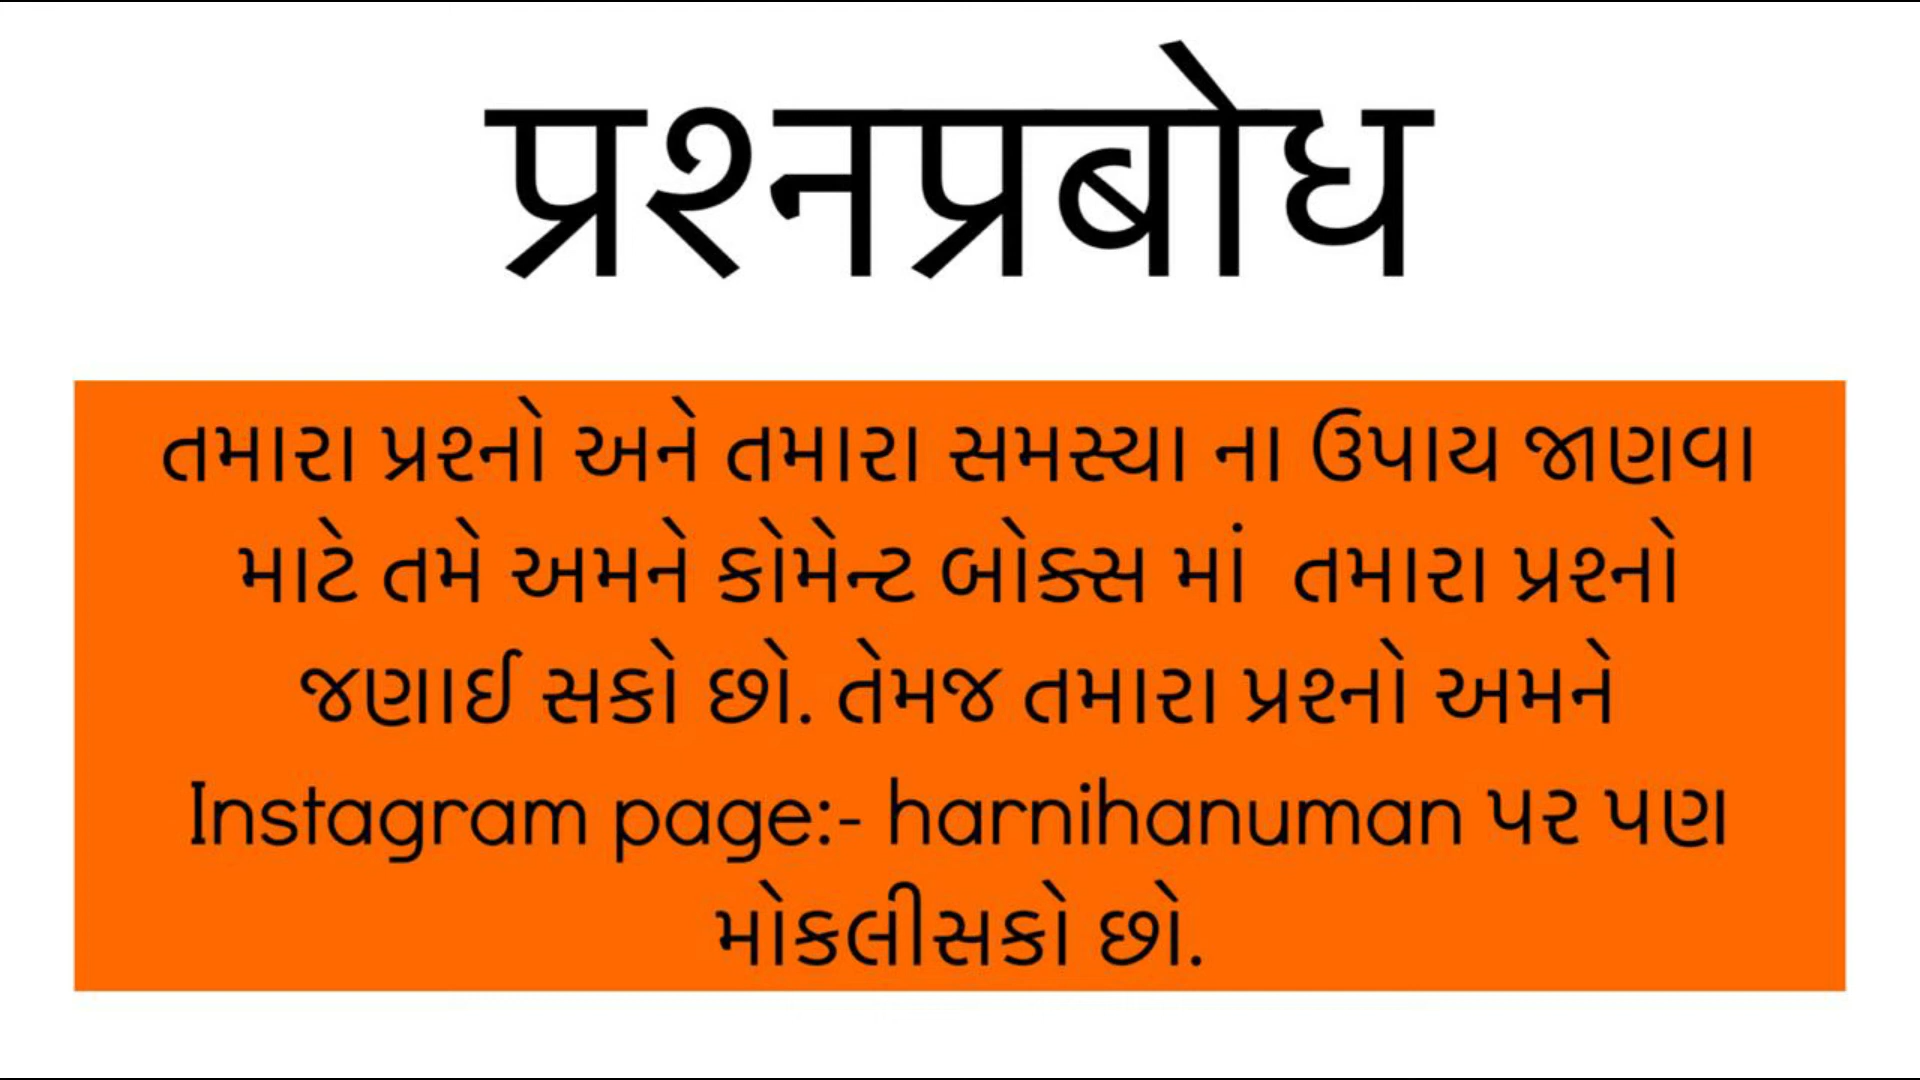 प्रश्नप्रबोध
તમારા પ્રશ્નો અને તમારા સમસ્યા ના ઉપાય જાણવા
માટે તમે અમને કોમેન્ટ બોક્સ માં તમારા પ્રશ્નો
જણાઈ સકો છો. તેમજ તમારા પ્રશ્નો અમને
Instagram page:- harnihanuman પર પણ
મોકલીસકો છો.